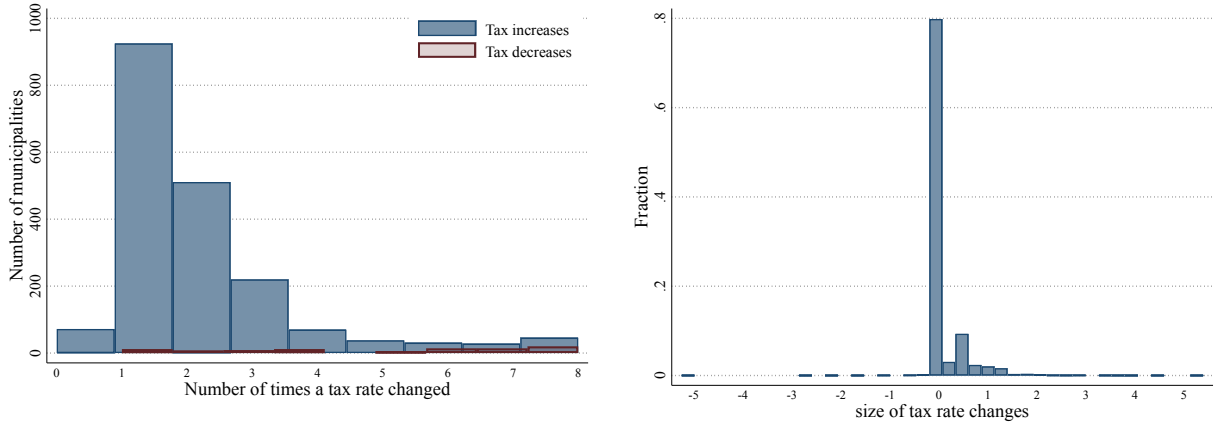 1000
800
600
400
200
0
Number of municipalities
Tax increases
Tax decreases
0 1 2 3 4 5 6 7 8
Number of times a tax rate changed
.8
.6
.4
.2
0
Fraction
-5 -4 -3 -2 -1 0 1 2 3 4 5
size of tax rate changes